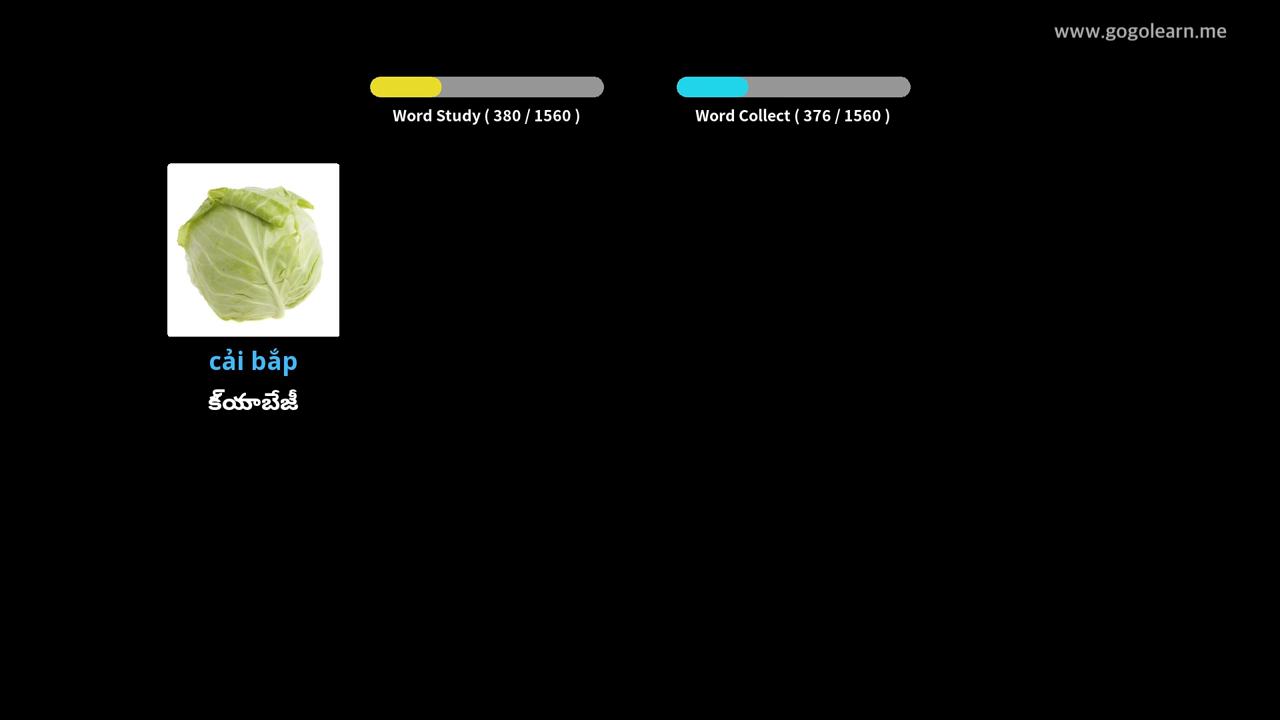 www.gogolearn.me
Word Study ( 380 / 1560 )
Word Collect ( 376 / 1560 )
cải bắp
క్యాబేజీ